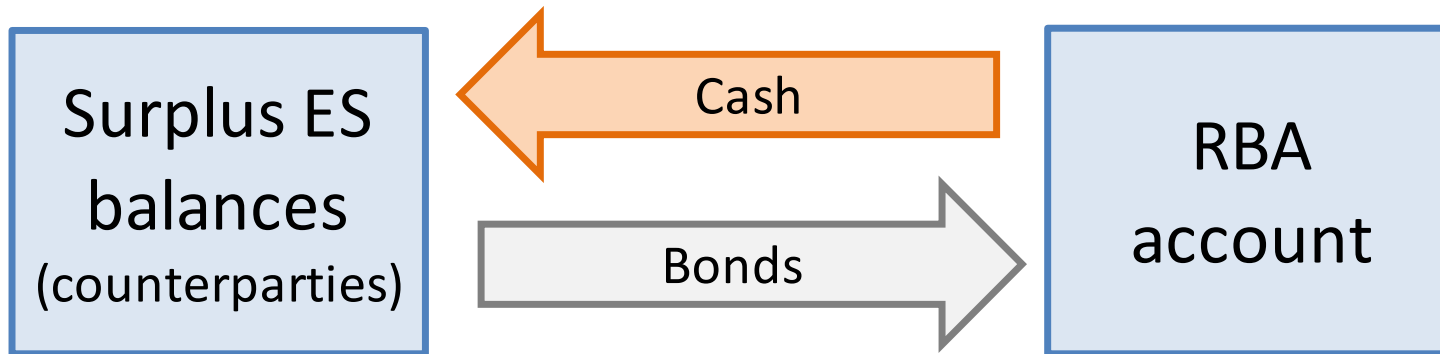 Surplus ES
balances
(counterparties)
Cash
Bonds
RBA
account